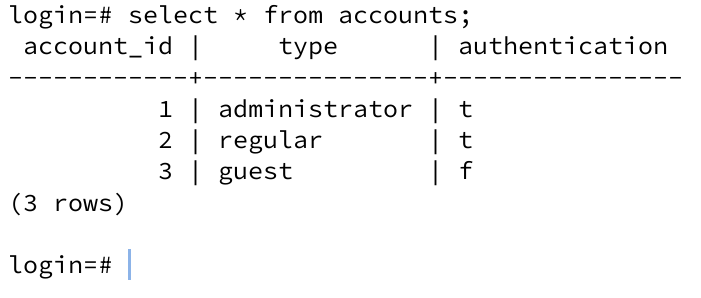 login=# select * from accounts;
 account_id |     type      | authentication
------------+---------------+----------------
          1 | administrator | t
          2 | regular       | t
          3 | guest         | f
(3 rows)
login=#